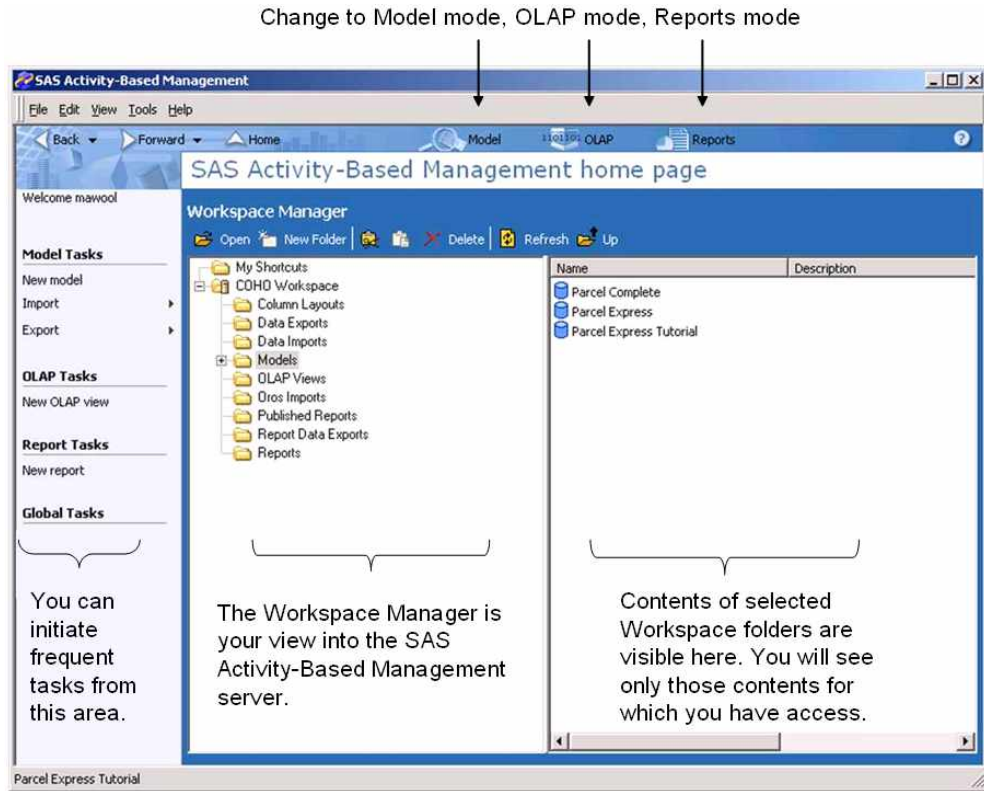 Change to Model mode, OLAP mode, Reports mode
SAS Activity-Based Management
File Edit View Tools Help
Back Forward Home Model OLAP Reports ?
SAS Activity-Based Management home page
Welcome mawool
Model Tasks
New model
Import
Export
OLAP Tasks
New OLAP view
Report Tasks
New report
Global Tasks
You can
initiate
frequent
tasks from
this area.
Workspace Manager
Open New Folder Delete Refresh Up
My Shortcuts
COHO Workspace
Column Layouts
Data Exports
Data Imports
Models
OLAP Views
Oros Imports
Published Reports
Report Data Exports
Reports
The Workspace Manager is
your view into the SAS
Activity-Based Management
server.
Name Description
Parcel Complete
Parcel Express
Parcel Express Tutorial
Contents of selected
Workspace folders are
visible here. You will see
only those contents for
which you have access.
Parcel Express Tutorial